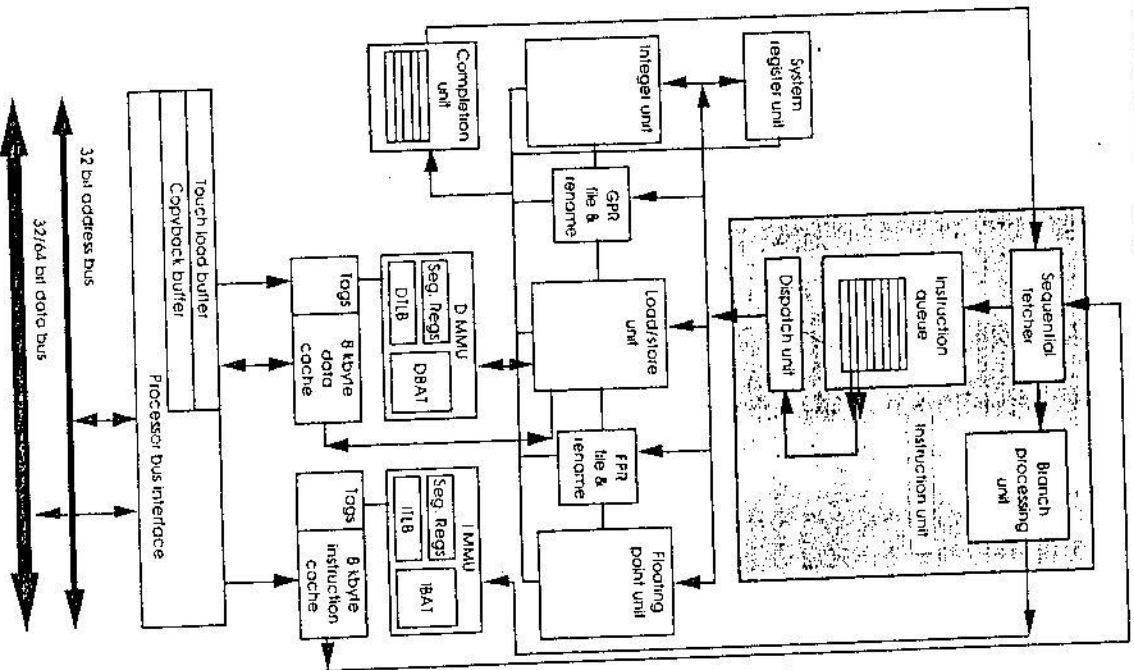 Sequential
fetcher
Branch
processing
unit
Instruction
queue
Instruction unit
Dispatch unit
System
register unit
Integer unit
GPR
file &
rename
Load/store
unit
FPR
file &
rename
Floating
point unit
Completion
unit
D MMU
Seg. Regs
DTLB
DBAT
Tags
8 kbyte
data
cache
I MMU
Seg. Regs
ITLB
IBAT
Tags
8 kbyte
instruction
cache
Touch load buffer
Copyback buffer
Processor bus interface
32 bit address bus
32/64 bit data bus